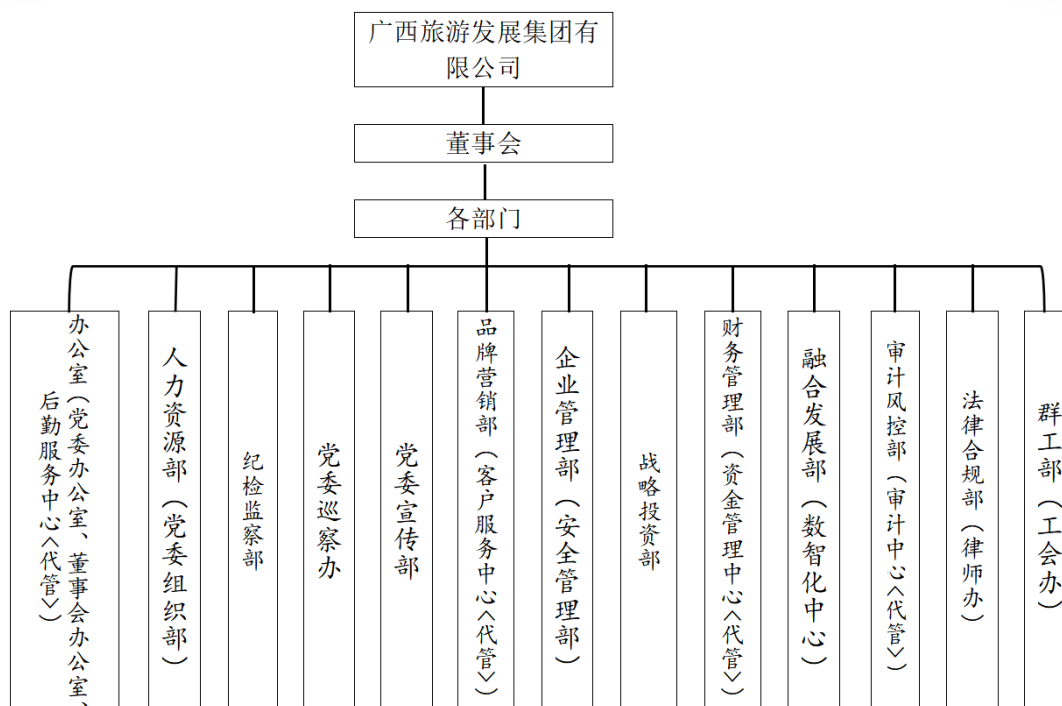 广西旅游发展集团有
限公司
董事会
各部门
办公室（党委办公室、董事会办公室、
后勤服务中心<代管>）
人力资源部（党委组织部）
纪检监察部
党委巡察办
党委宣传部
品牌营销部（客户服务中心<代管>）
企业管理部（安全管理部）
战略投资部
财务管理部（资金管理中心<代管>）
融合发展部（数智化中心）
审计风控部（审计中心<代管>）
法律合规部（律师办）
群工部（工会办）